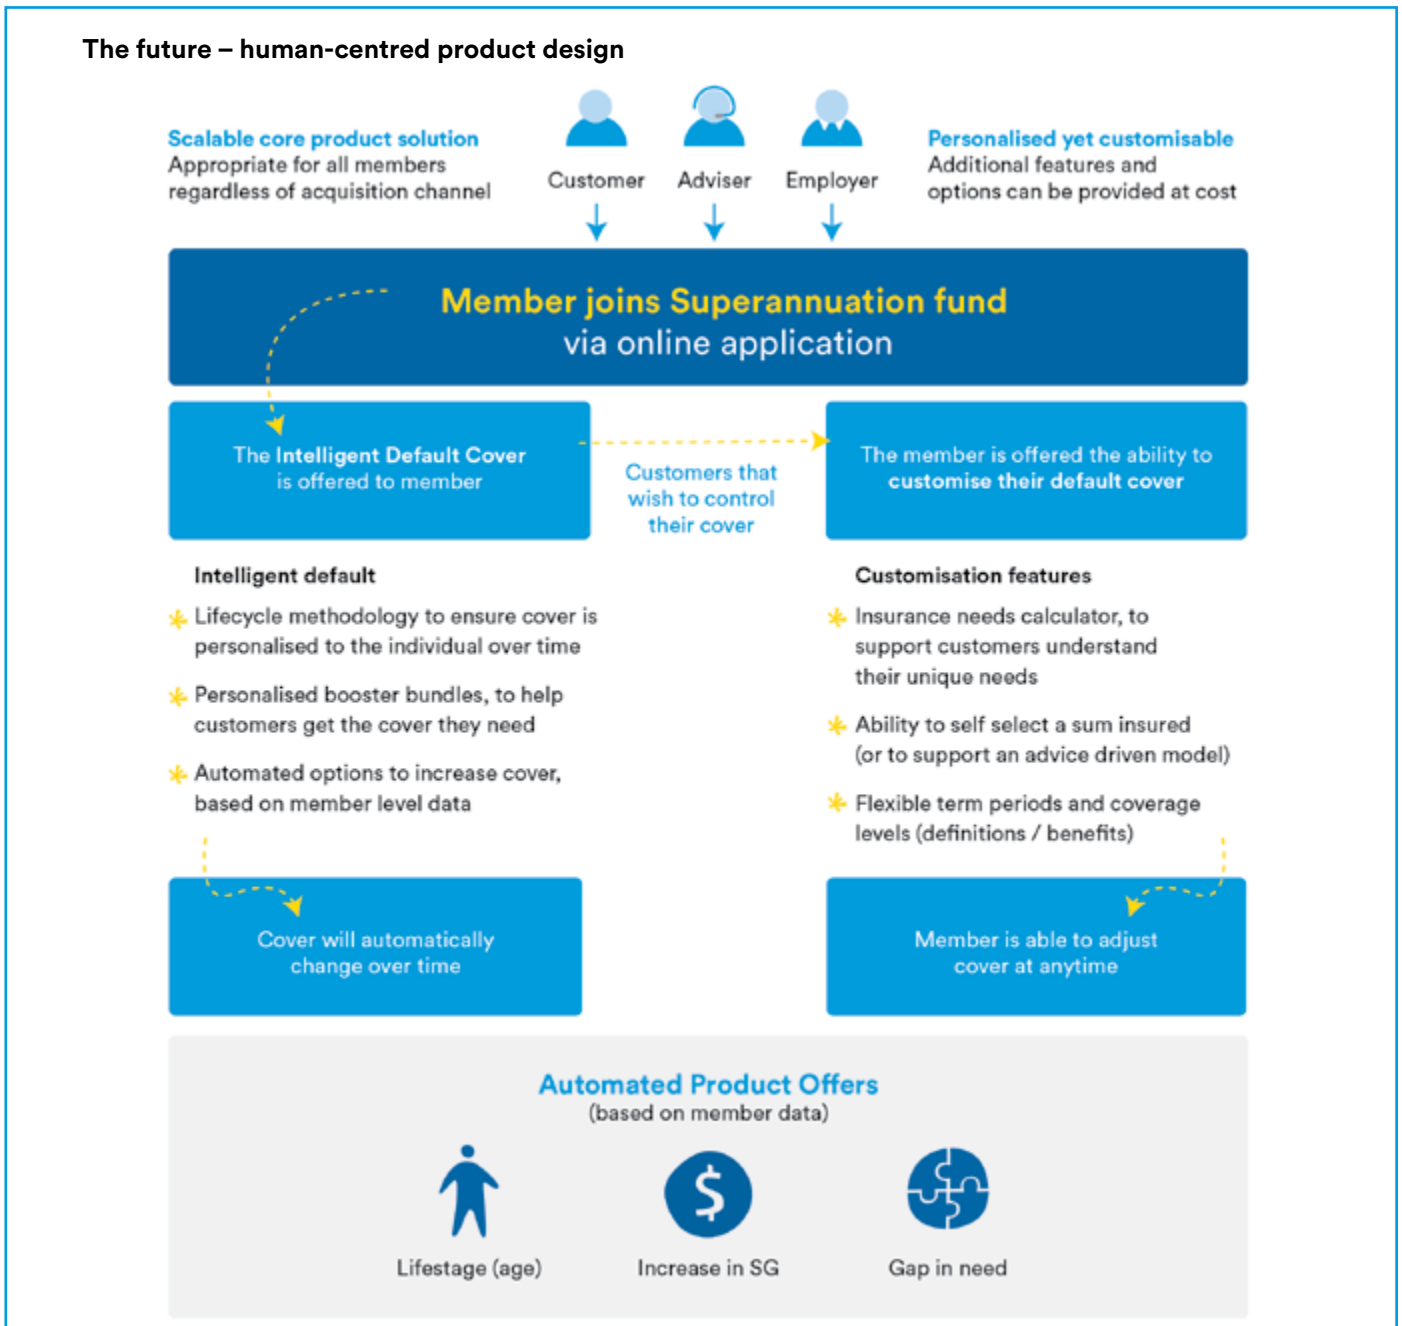 The future – human-centred product design
Scalable core product solution
Appropriate for all members
regardless of acquisition channel
Customer
Adviser
Employer
Personalised yet customisable
Additional features and
options can be provided at cost
Member joins Superannuation fund
via online application
The Intelligent Default Cover
is offered to member
Customers that
wish to control
their cover
The member is offered the ability to
customise their default cover
Intelligent default
Lifecycle methodology to ensure cover is
personalised to the individual over time
Personalised booster bundles, to help
customers get the cover they need
Automated options to increase cover,
based on member level data
Customisation features
Insurance needs calculator, to
support customers understand
their unique needs
Ability to self select a sum insured
(or to support an advice driven model)
Flexible term periods and coverage
levels (definitions / benefits)
Cover will automatically
change over time
Member is able to adjust
cover at anytime
Automated Product Offers
(based on member data)
$
Lifestage (age)
Increase in SG
Gap in need